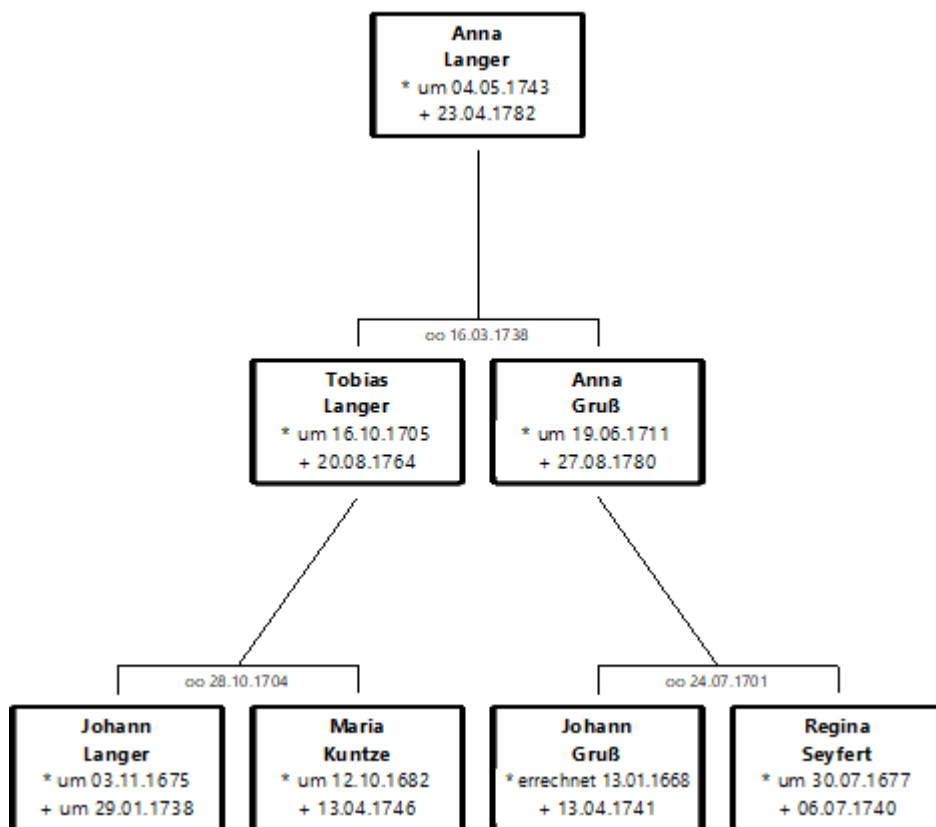 Anna
Langer
* um 04.05.1743
+ 23.04.1782
oo 16.03.1738
Tobias
Langer
* um 16.10.1705
+ 20.08.1764
Anna
Gruß
* um 19.06.1711
+ 27.08.1780
oo 28.10.1704
oo 24.07.1701
Johann
Langer
* um 03.11.1675
+ um 29.01.1738
Maria
Kuntze
* um 12.10.1682
+ 13.04.1746
Johann
Gruß
* errechnet 13.01.1668
+ 13.04.1741
Regina
Seyfert
* um 30.07.1677
+ 06.07.1740